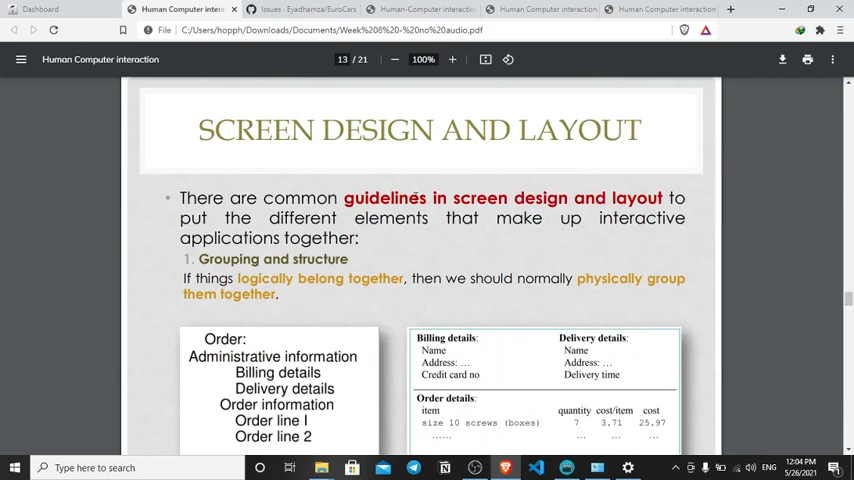 Dashboard
Human Computer interac
Issues · Eyadhamza/EuroCars
Human-Computer interaction
Human Computer interaction
Human Computer interaction
File
C:/Users/hopph/Downloads/Documents/Week%208%20-%20no%20audio.pdf
Human Computer interaction
13 / 21
100%
SCREEN DESIGN AND LAYOUT
• There are common guidelines in screen design and layout to
put the different elements that make up interactive
applications together:
1. Grouping and structure
If things logically belong together, then we should normally physically group
them together.
Order:
Administrative information
Billing details
Delivery details
Order information
Order line 1
Order line 2
Billing details:
Name
Address: …
Credit card no
Delivery details:
Name
Address: …
Delivery time
Order details:
item quantity cost/item cost
size 10 screws (boxes) 7 3.71 25.97
…… … … …
Type here to search
ENG
12:04 PM
5/26/2021